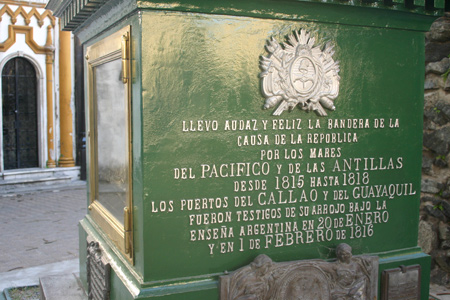 LLEVO AUDAZ Y FELIZ LA BANDERA DE LA
CAUSA DE LA REPUBLICA
POR LOS MARES
DEL PACIFICO Y DE LAS ANTILLAS
DESDE 1815 HASTA 1818
LOS PUERTOS DEL CALLAO Y DEL GUAYAQUIL
FUERON TESTIGOS DE SU ARROJO BAJO LA
ENSEÑA ARGENTINA EN 20 DE ENERO
Y EN 1 DE FEBRERO DE 1816